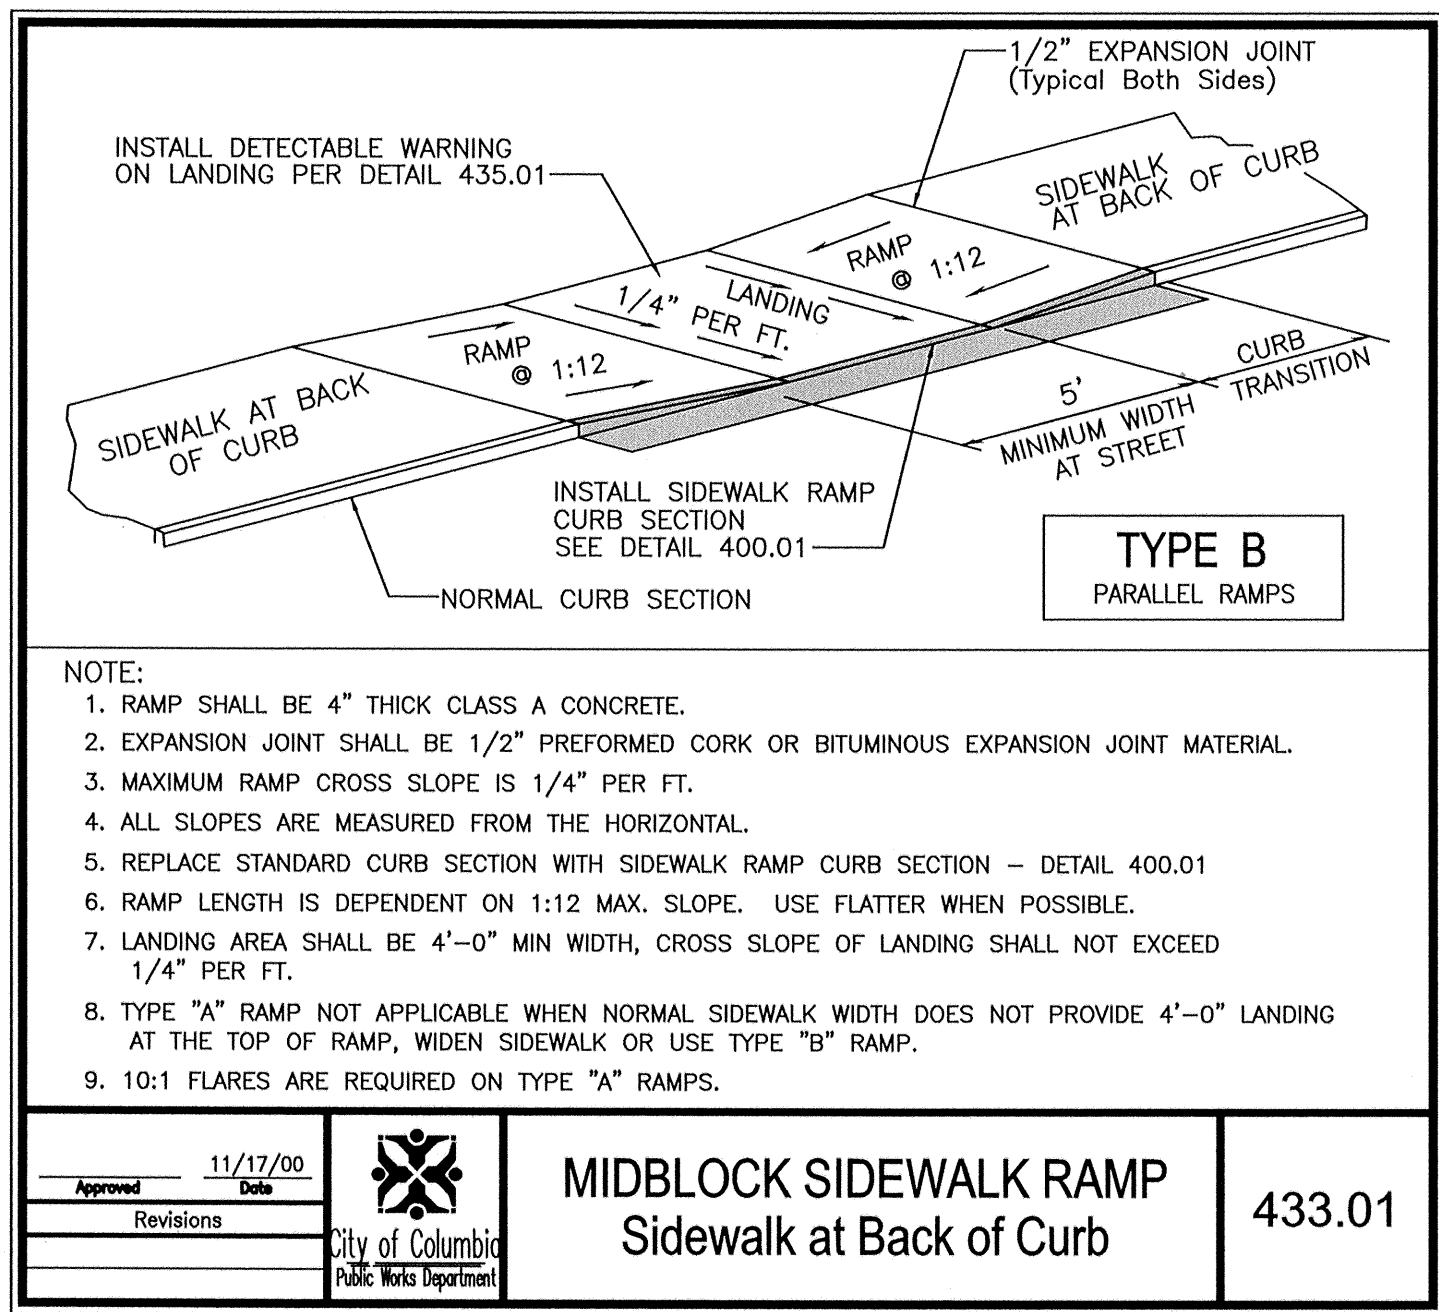 1/2" EXPANSION JOINT
(Typical Both Sides)
INSTALL DETECTABLE WARNING
ON LANDING PER DETAIL 435.01
SIDEWALK
AT BACK OF CURB
RAMP
@ 1:12
LANDING
1/4" PER FT.
RAMP
@ 1:12
SIDEWALK AT BACK
OF CURB
CURB
TRANSITION
5'
MINIMUM WIDTH
AT STREET
INSTALL SIDEWALK RAMP
CURB SECTION
SEE DETAIL 400.01
NORMAL CURB SECTION
TYPE B
PARALLEL RAMPS
NOTE:
1. RAMP SHALL BE 4" THICK CLASS A CONCRETE.
2. EXPANSION JOINT SHALL BE 1/2" PREFORMED CORK OR BITUMINOUS EXPANSION JOINT MATERIAL.
3. MAXIMUM RAMP CROSS SLOPE IS 1/4" PER FT.
4. ALL SLOPES ARE MEASURED FROM THE HORIZONTAL.
5. REPLACE STANDARD CURB SECTION WITH SIDEWALK RAMP CURB SECTION – DETAIL 400.01
6. RAMP LENGTH IS DEPENDENT ON 1:12 MAX. SLOPE. USE FLATTER WHEN POSSIBLE.
7. LANDING AREA SHALL BE 4'–0" MIN WIDTH, CROSS SLOPE OF LANDING SHALL NOT EXCEED
1/4" PER FT.
8. TYPE "A" RAMP NOT APPLICABLE WHEN NORMAL SIDEWALK WIDTH DOES NOT PROVIDE 4'–0" LANDING
AT THE TOP OF RAMP, WIDEN SIDEWALK OR USE TYPE "B" RAMP.
9. 10:1 FLARES ARE REQUIRED ON TYPE "A" RAMPS.
11/17/00
Approved Date
Revisions
City of Columbia
Public Works Department
MIDBLOCK SIDEWALK RAMP
Sidewalk at Back of Curb
433.01